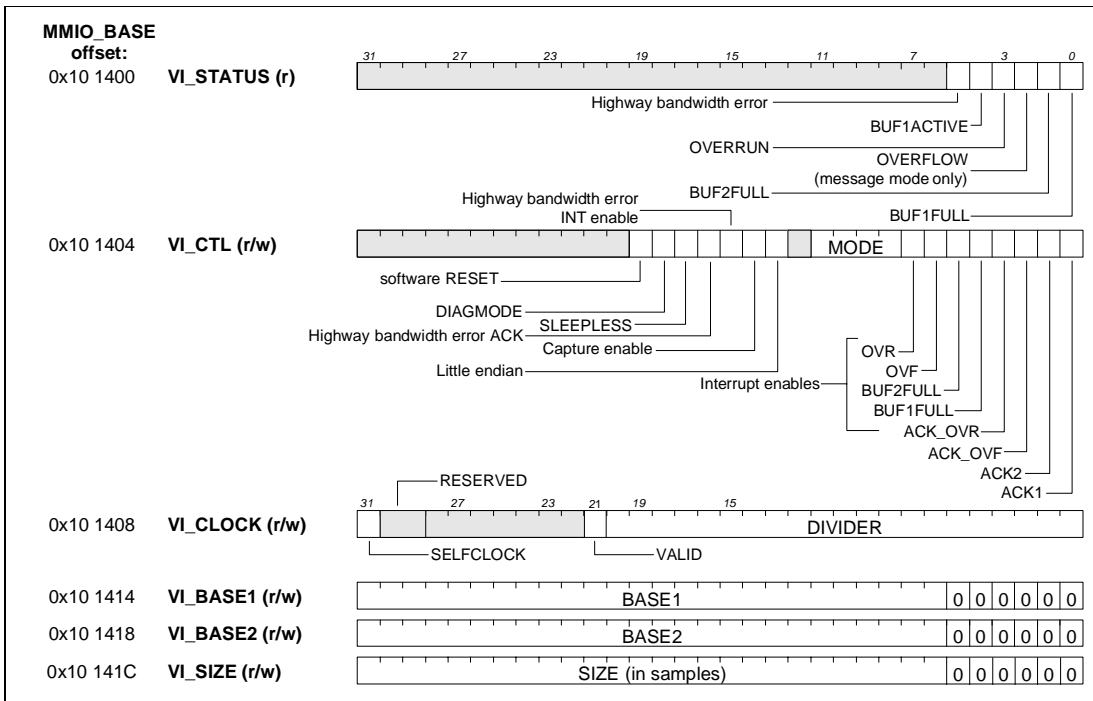 MMIO_BASE
offset:
31 27 23 19 15 11 7 3 0
0x10 1400 VI_STATUS (r)
Highway bandwidth error
BUF1ACTIVE
OVERRUN
OVERFLOW
(message mode only)
BUF2FULL
BUF1FULL
Highway bandwidth error
INT enable
0x10 1404 VI_CTL (r/w) MODE
software RESET
DIAGMODE
SLEEPLESS
Highway bandwidth error ACK
Capture enable
Little endian
Interrupt enables
OVR
OVF
BUF2FULL
BUF1FULL
ACK_OVR
ACK_OVF
ACK2
ACK1
RESERVED
31 27 23 21 19 15
0x10 1408 VI_CLOCK (r/w) DIVIDER
SELFCLOCK VALID
0x10 1414 VI_BASE1 (r/w) BASE1 0 0 0 0 0 0
0x10 1418 VI_BASE2 (r/w) BASE2 0 0 0 0 0 0
0x10 141C VI_SIZE (r/w) SIZE (in samples) 0 0 0 0 0 0